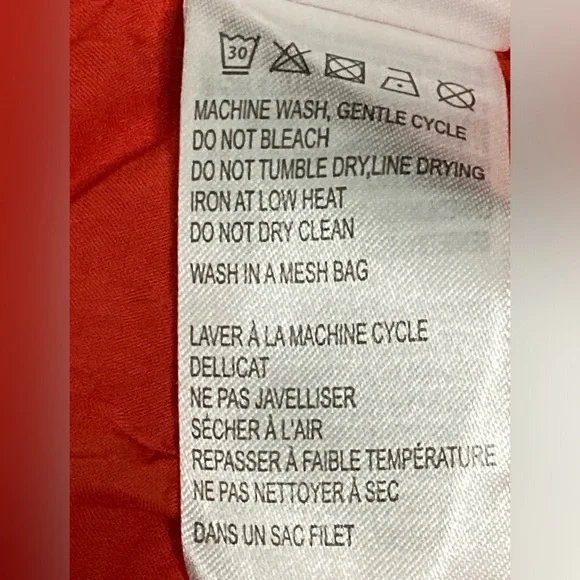 30
MACHINE WASH, GENTLE CYCLE
DO NOT BLEACH
DO NOT TUMBLE DRY,LINE DRYING
IRON AT LOW HEAT
DO NOT DRY CLEAN
WASH IN A MESH BAG
LAVER À LA MACHINE CYCLE
DELLICAT
NE PAS JAVELLISER
SÉCHER À L'AIR
REPASSER À FAIBLE TEMPÉRATURE
NE PAS NETTOYER À SEC
DANS UN SAC FILET